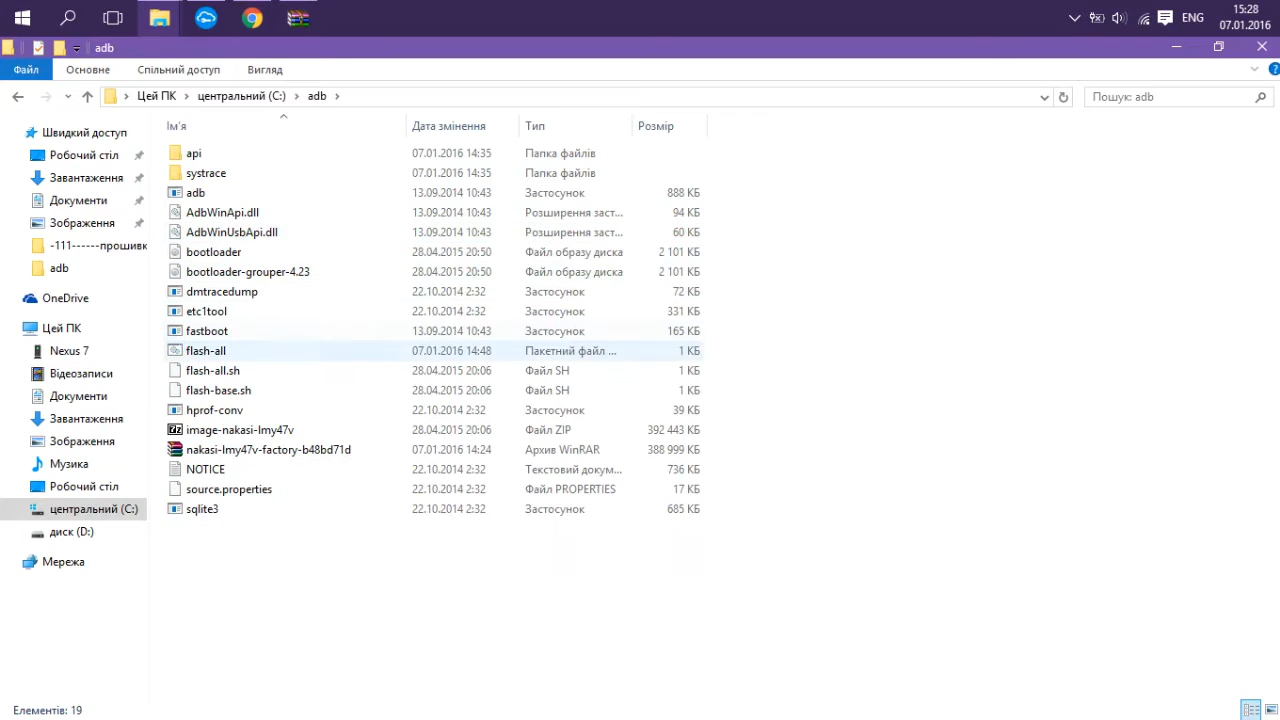 15:28
ENG
07.01.2016
adb
Файл Основне Спільний доступ Вигляд
Цей ПК центральний (C:) adb
Пошук: adb
Швидкий доступ
Робочий стіл
Завантаження
Документи
Зображення
-111------прошивк
adb
OneDrive
Цей ПК
Nexus 7
Відеозаписи
Документи
Завантаження
Зображення
Музика
Робочий стіл
центральний (C:)
диск (D:)
Мережа
Ім'я Дата змінення Тип Розмір
api 07.01.2016 14:35 Папка файлів
systrace 07.01.2016 14:35 Папка файлів
adb 13.09.2014 10:43 Застосунок 888 КБ
AdbWinApi.dll 13.09.2014 10:43 Розширення заст... 94 КБ
AdbWinUsbApi.dll 13.09.2014 10:43 Розширення заст... 60 КБ
bootloader 28.04.2015 20:50 Файл образу диска 2 101 КБ
bootloader-grouper-4.23 28.04.2015 20:50 Файл образу диска 2 101 КБ
dmtracedump 22.10.2014 2:32 Застосунок 72 КБ
etc1tool 22.10.2014 2:32 Застосунок 331 КБ
fastboot 13.09.2014 10:43 Застосунок 165 КБ
flash-all 07.01.2016 14:48 Пакетний файл ... 1 КБ
flash-all.sh 28.04.2015 20:06 Файл SH 1 КБ
flash-base.sh 28.04.2015 20:06 Файл SH 1 КБ
hprof-conv 22.10.2014 2:32 Застосунок 39 КБ
image-nakasi-lmy47v 28.04.2015 20:06 Файл ZIP 392 443 КБ
nakasi-lmy47v-factory-b48bd71d 07.01.2016 14:24 Архив WinRAR 388 999 КБ
NOTICE 22.10.2014 2:32 Текстовий докум... 736 КБ
source.properties 22.10.2014 2:32 Файл PROPERTIES 17 КБ
sqlite3 22.10.2014 2:32 Застосунок 685 КБ
Елементів: 19